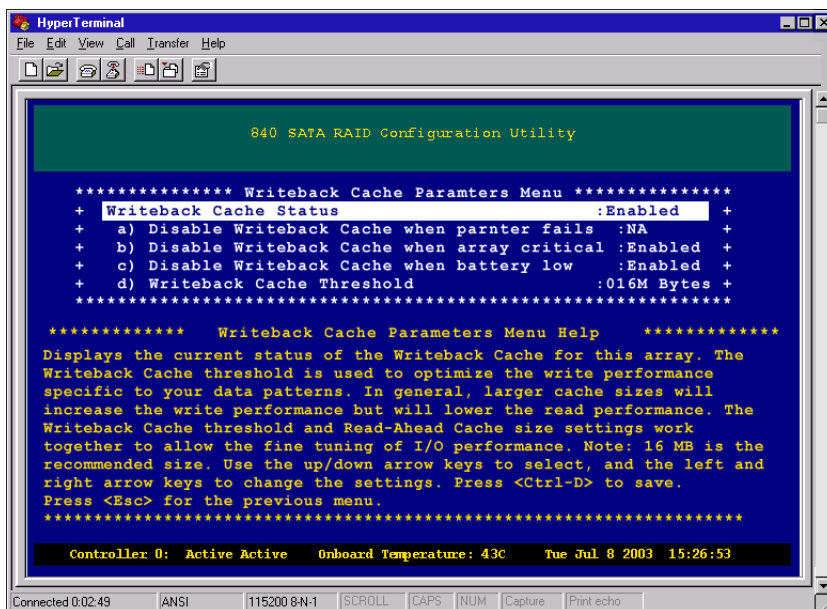 HyperTerminal
File Edit View Call Transfer Help
840 SATA RAID Configuration Utility
*************** Writeback Cache Paramters Menu ***************
+ Writeback Cache Status :Enabled +
+ a) Disable Writeback Cache when parnter fails :NA +
+ b) Disable Writeback Cache when array critical :Enabled +
+ c) Disable Writeback Cache when battery low :Enabled +
+ d) Writeback Cache Threshold :016M Bytes +
**************************************************************
************* Writeback Cache Parameters Menu Help *************
Displays the current status of the Writeback Cache for this array. The
Writeback Cache threshold is used to optimize the write performance
specific to your data patterns. In general, larger cache sizes will
increase the write performance but will lower the read performance. The
Writeback Cache threshold and Read-Ahead Cache size settings work
together to allow the fine tuning of I/O performance. Note: 16 MB is the
recommended size. Use the up/down arrow keys to select, and the left and
right arrow keys to change the settings. Press <Ctrl-D> to save.
Press <Esc> for the previous menu.
******************************************************************
Controller 0: Active Active Onboard Temperature: 43C Tue Jul 8 2003 15:26:53
Connected 0:02:49 ANSI 115200 8-N-1 SCROLL CAPS NUM Capture Print echo